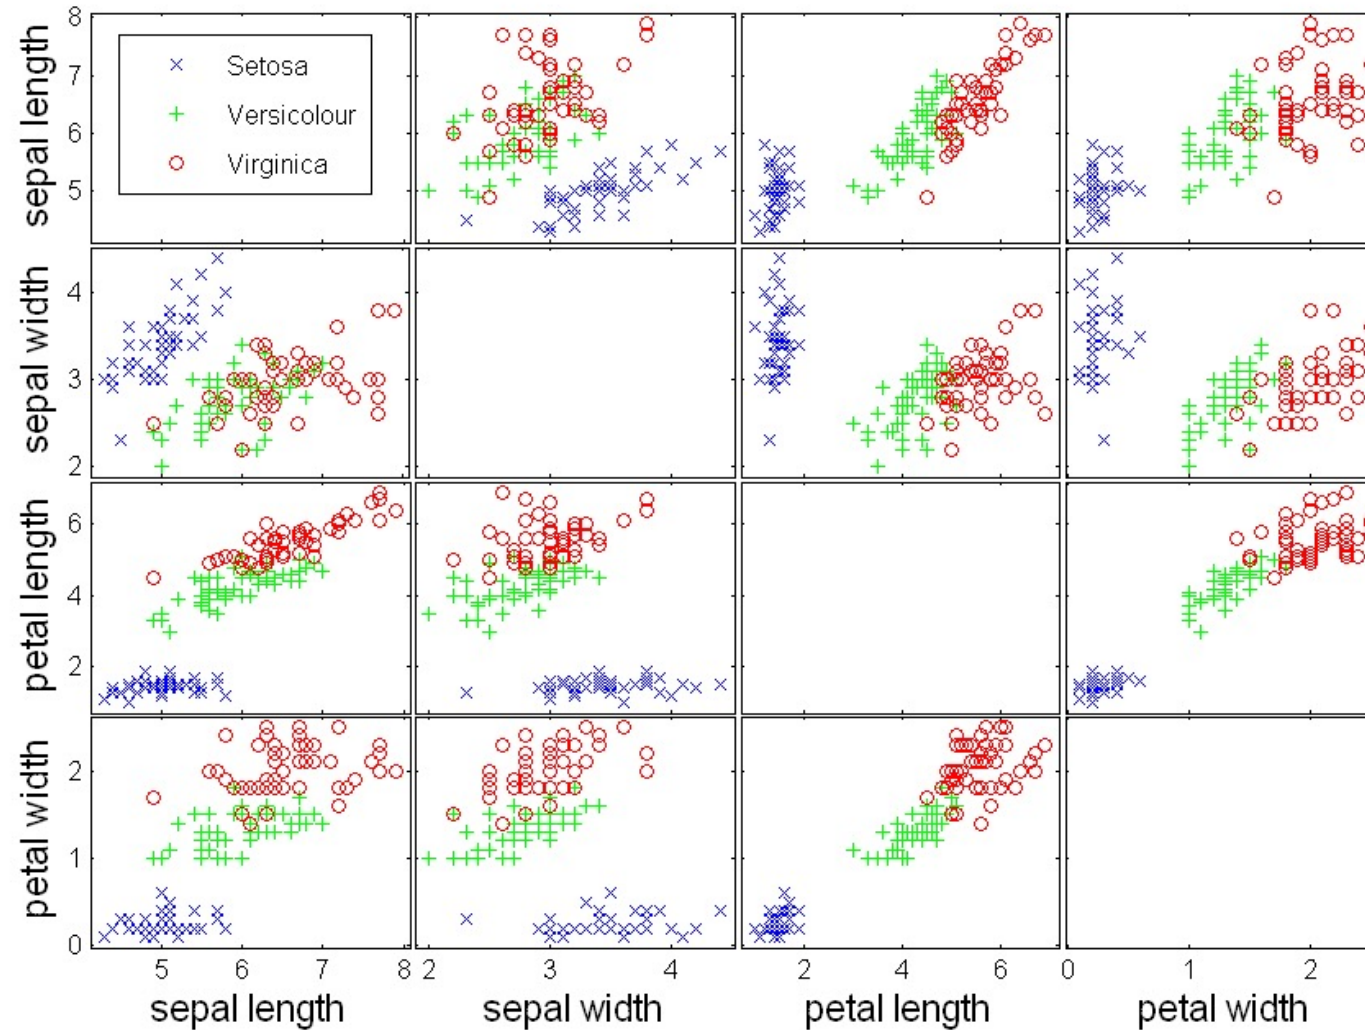 8
7
6
5
sepal length
Setosa
Versicolour
Virginica
4
3
2
sepal width
6
4
2
petal length
2
1
0
petal width
5 6 7 8 2 3 4 2 4 6 0 1 2
sepal length sepal width petal length petal width